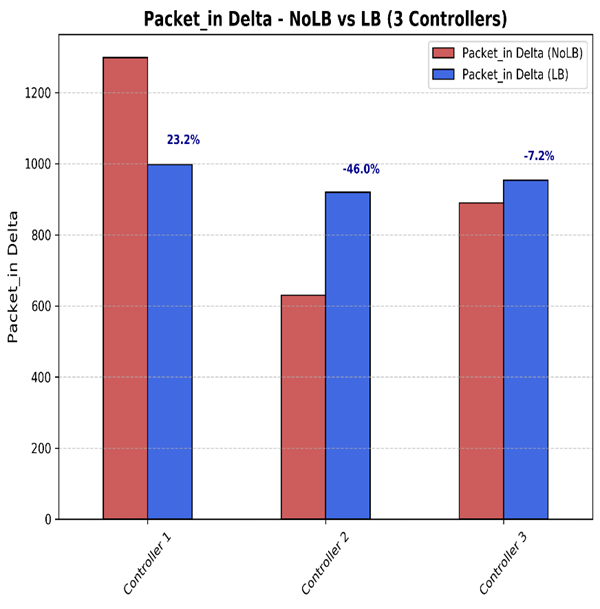 Packet_in Delta - NoLB vs LB (3 Controllers)
Packet_in Delta (NoLB)
Packet_in Delta (LB)
Packet_in Delta
1200
1000
800
600
400
200
0
23.2%
-46.0%
-7.2%
Controller 1
Controller 2
Controller 3